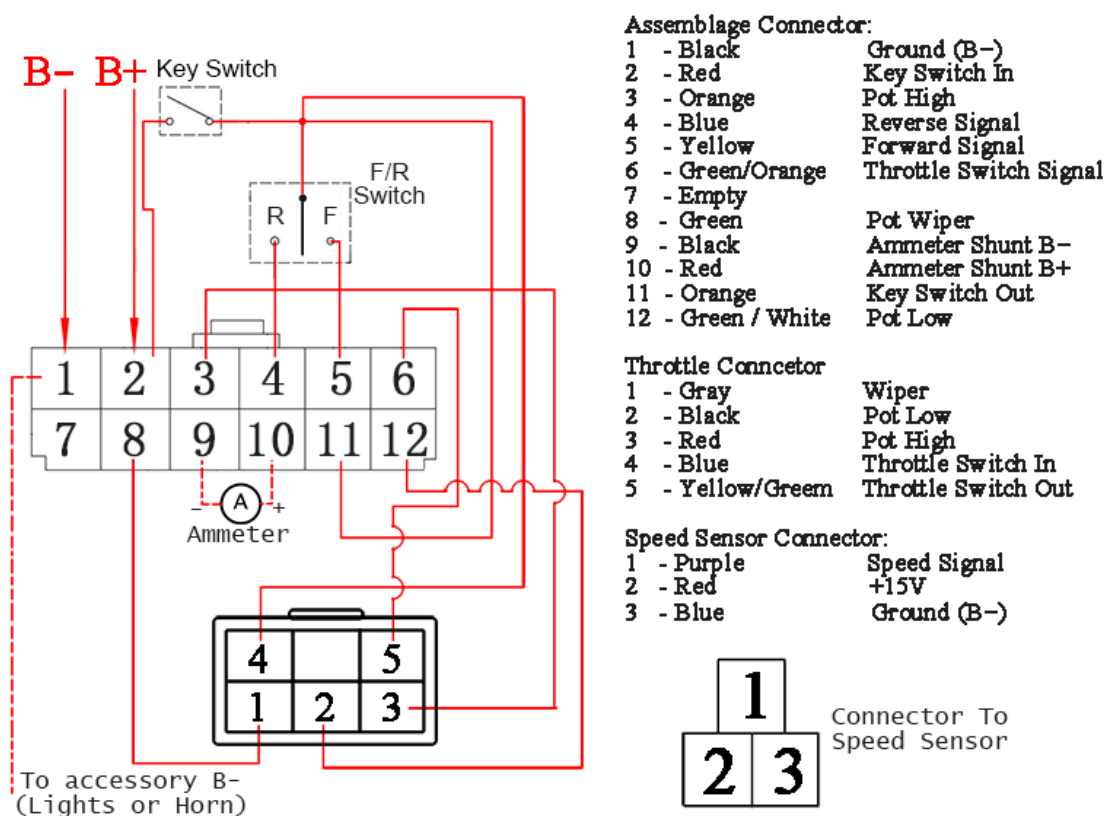 B-
B+
Key Switch
F/R
Switch
R
F
1
2
3
4
5
6
7
8
9
10
11
12
-
A
+
Ammeter
4
5
1
2
3
To accessory B-
(Lights or Horn)
Assemblage Connector:
1 - Black Ground (B-)
2 - Red Key Switch In
3 - Orange Pot High
4 - Blue Reverse Signal
5 - Yellow Forward Signal
6 - Green/Orange Throttle Switch Signal
7 - Empty
8 - Green Pot Wiper
9 - Black Ammeter Shunt B-
10 - Red Ammeter Shunt B+
11 - Orange Key Switch Out
12 - Green / White Pot Low
Throttle Conncetor
1 - Gray Wiper
2 - Black Pot Low
3 - Red Pot High
4 - Blue Throttle Switch In
5 - Yellow/Greem Throttle Switch Out
Speed Sensor Connector:
1 - Purple Speed Signal
2 - Red +15V
3 - Blue Ground (B-)
1
2
3
Connector To
Speed Sensor